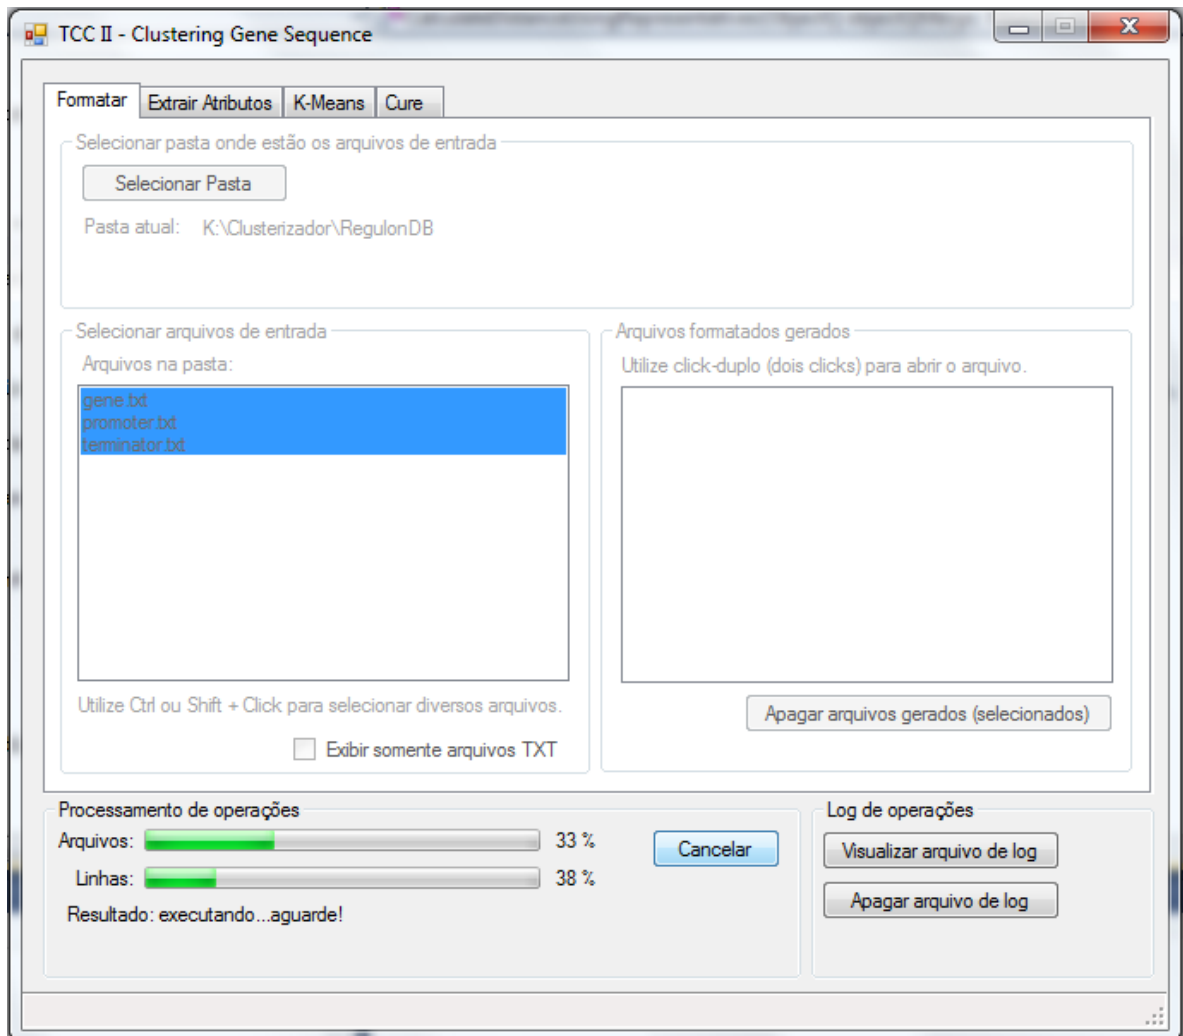 TCC II - Clustering Gene Sequence
Formatar Extrair Atributos K-Means Cure
Selecionar pasta onde estão os arquivos de entrada
Selecionar Pasta
Pasta atual: K:\Clusterizador\RegulonDB
Selecionar arquivos de entrada
Arquivos na pasta:
gene.txt
promoter.txt
terminator.txt
Utilize Ctrl ou Shift + Click para selecionar diversos arquivos.
Exibir somente arquivos TXT
Arquivos formatados gerados
Utilize click-duplo (dois clicks) para abrir o arquivo.
Apagar arquivos gerados (selecionados)
Processamento de operações
Arquivos: 33 %
Linhas: 38 %
Cancelar
Resultado: executando...aguarde!
Log de operações
Visualizar arquivo de log
Apagar arquivo de log